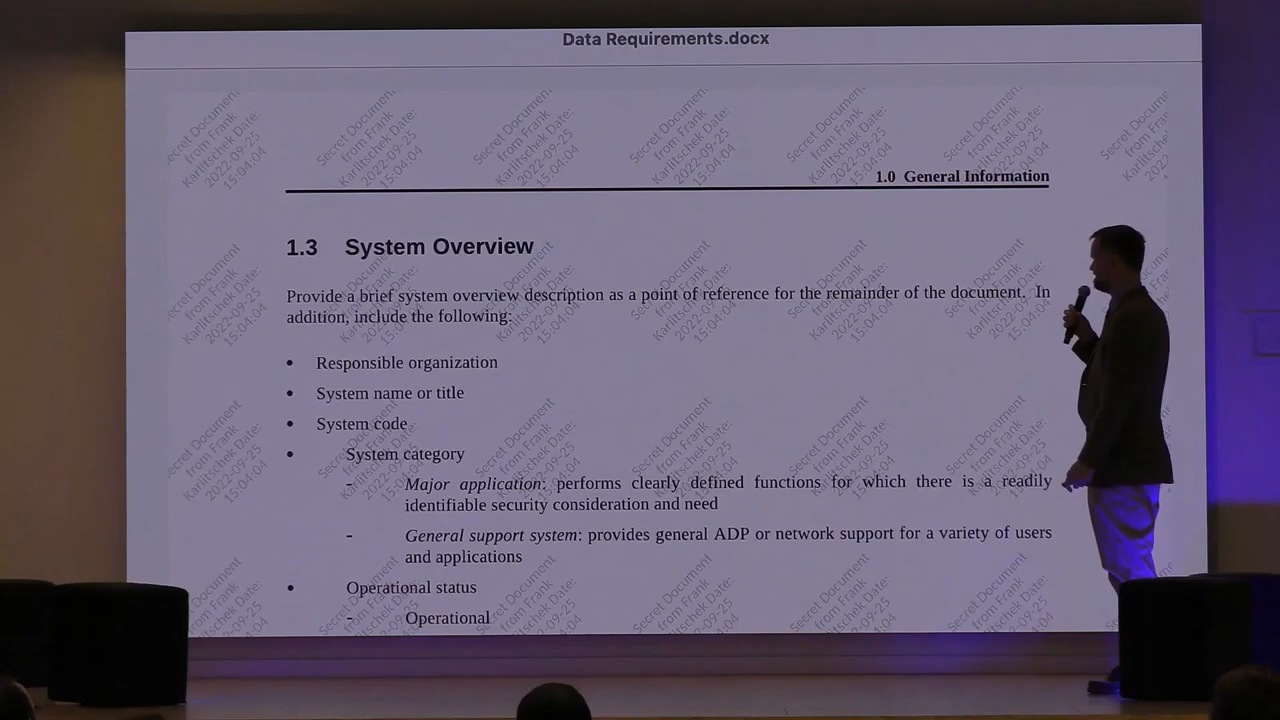 Data Requirements.docx
Secret Document
from Frank
Karlitschek Date:
2022-09-25
15:04:04
1.0 General Information
1.3 System Overview
Provide a brief system overview description as a point of reference for the remainder of the document. In
addition, include the following:
• Responsible organization
• System name or title
• System code
• System category
- Major application: performs clearly defined functions for which there is a readily
identifiable security consideration and need
- General support system: provides general ADP or network support for a variety of users
and applications
• Operational status
- Operational